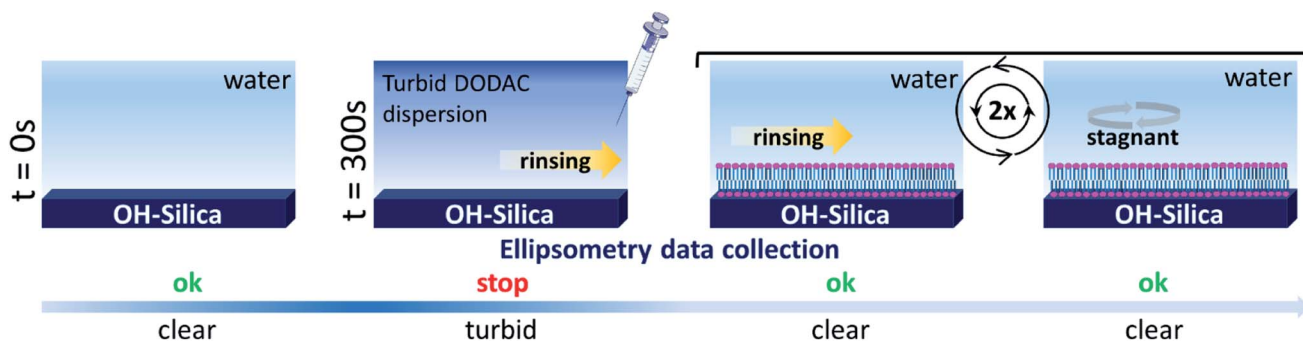 t = 0s
water
OH-Silica
t = 300s
Turbid DODAC
dispersion
rinsing
OH-Silica
water
rinsing
OH-Silica
2x
water
stagnant
OH-Silica
Ellipsometry data collection
ok
stop
ok
ok
clear
turbid
clear
clear